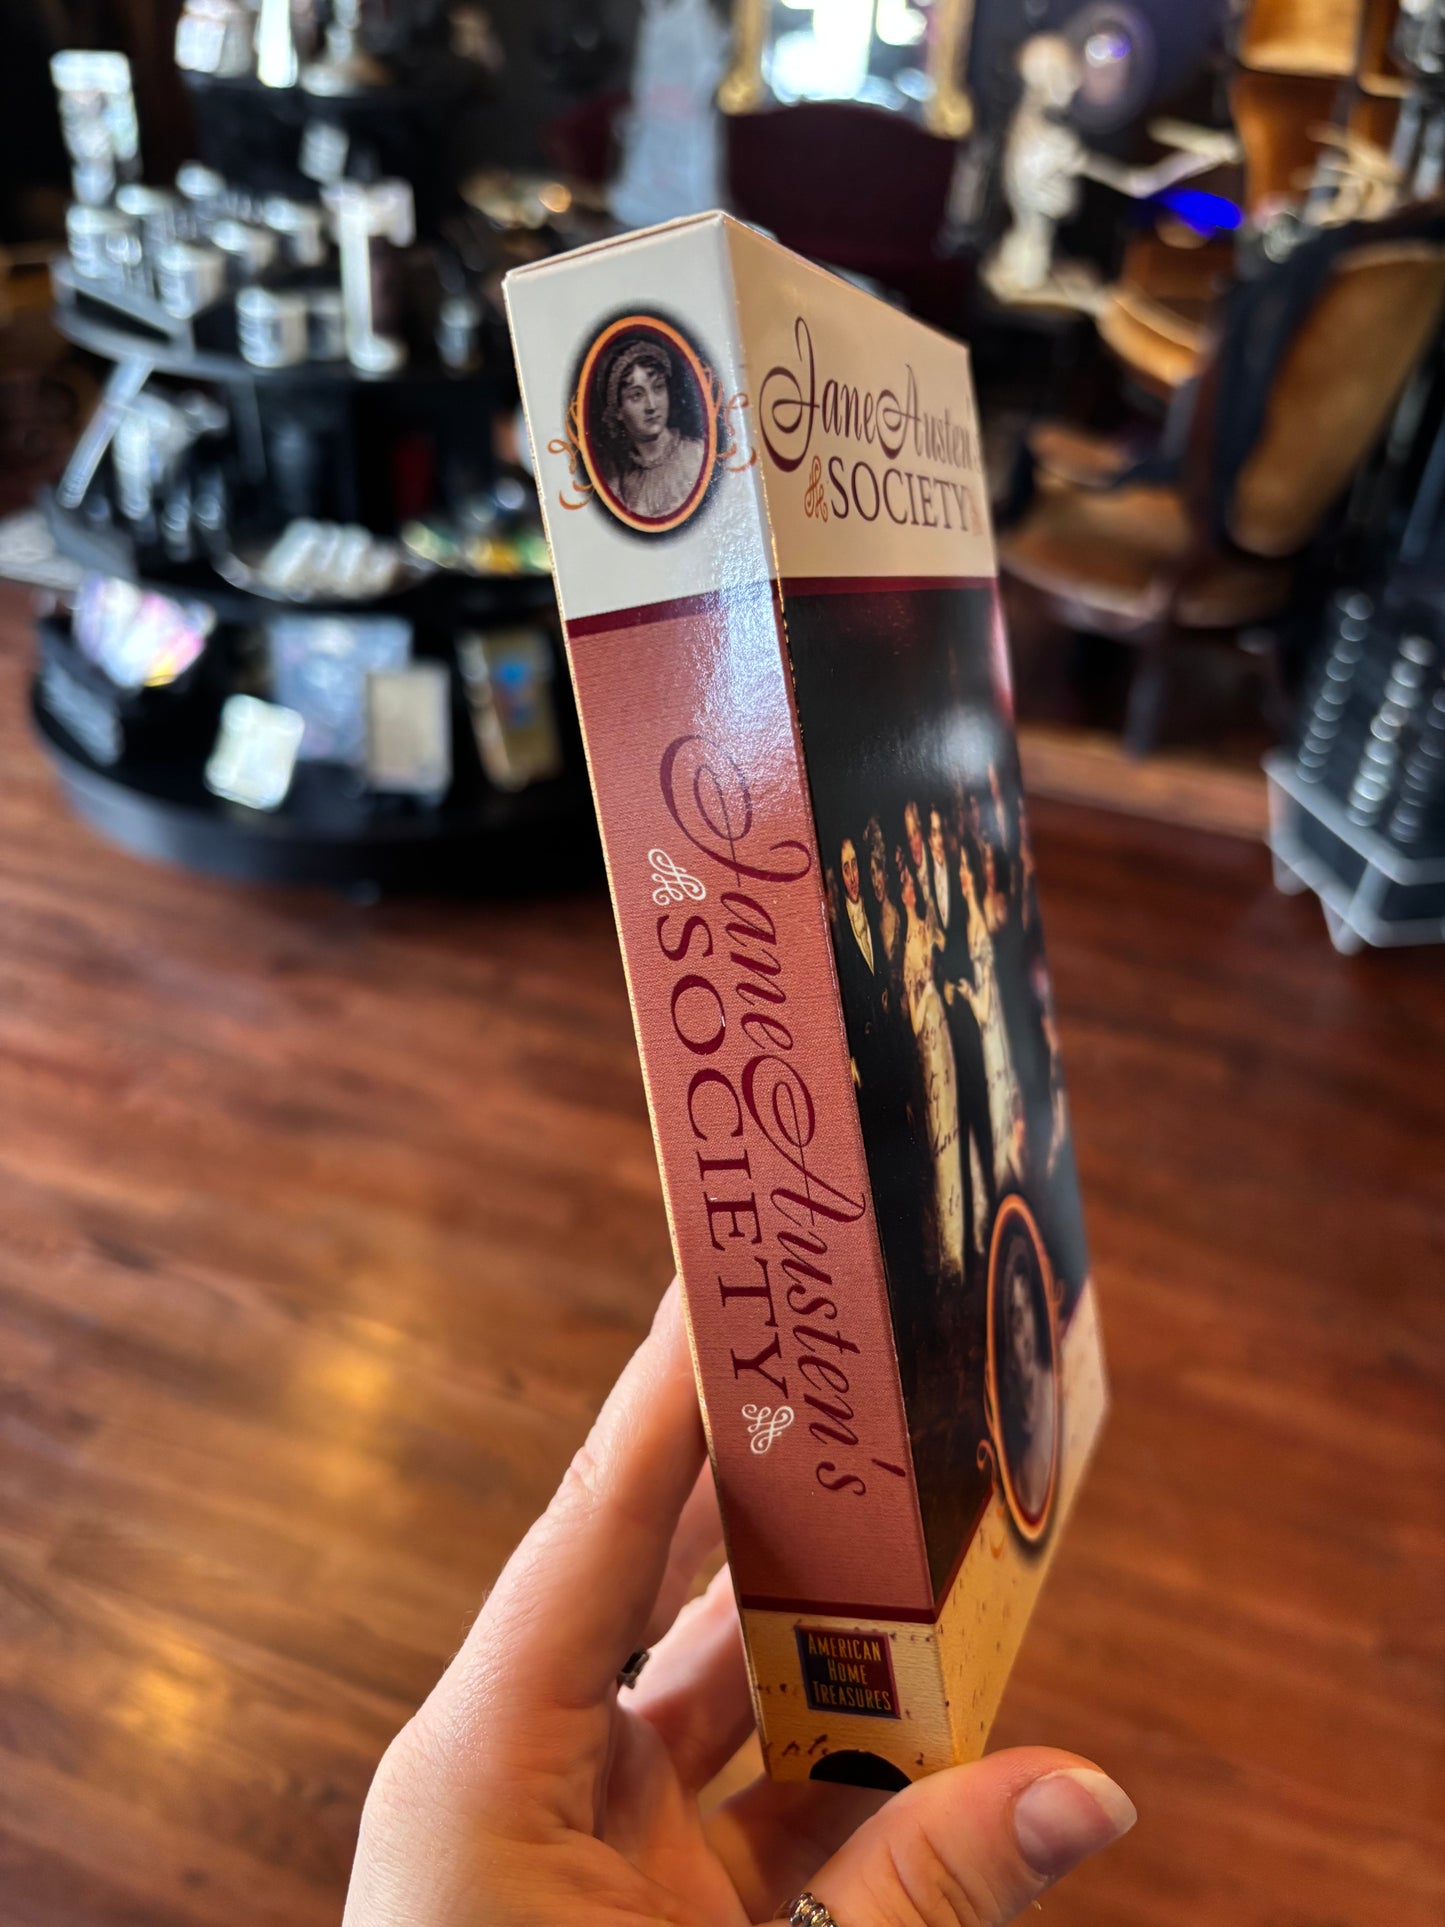 Jane Austen's
SOCIETY
Jane Austen's
SOCIETY
AMERICAN
HOME
TREASURES